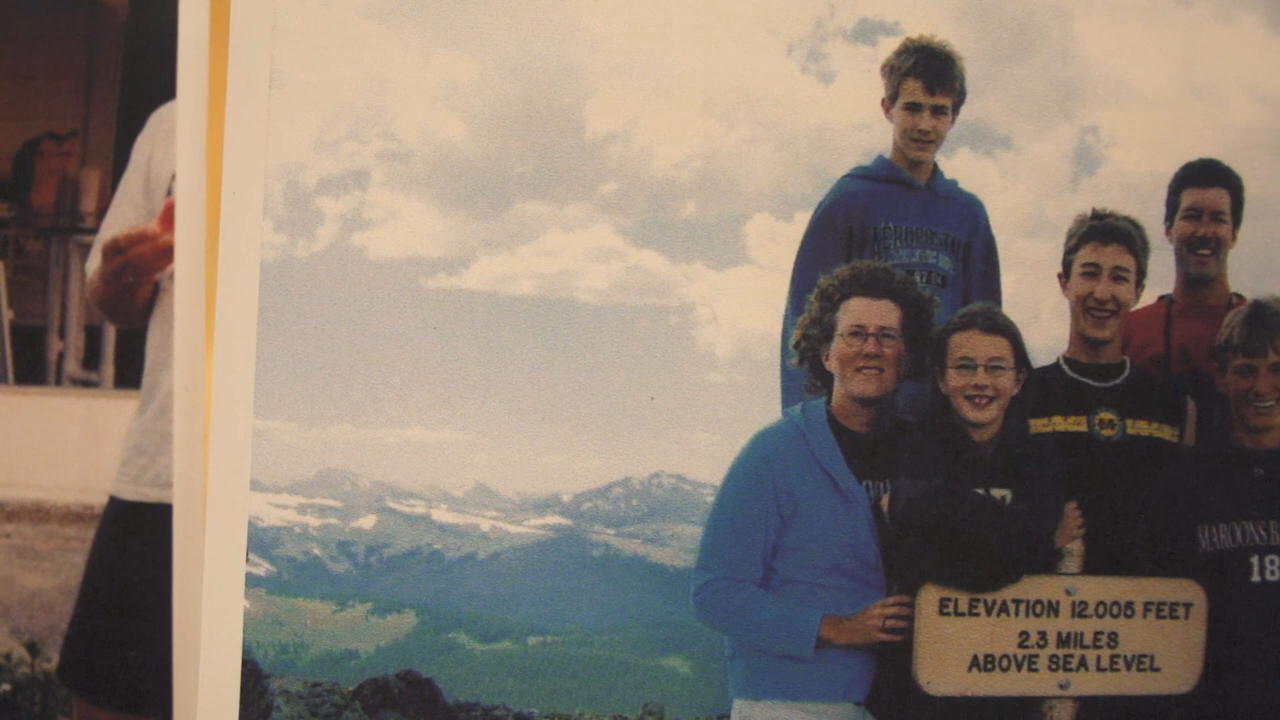 AEROPOSTALE
MAROONS
18
ELEVATION 12.005 FEET
2.3 MILES
ABOVE SEA LEVEL